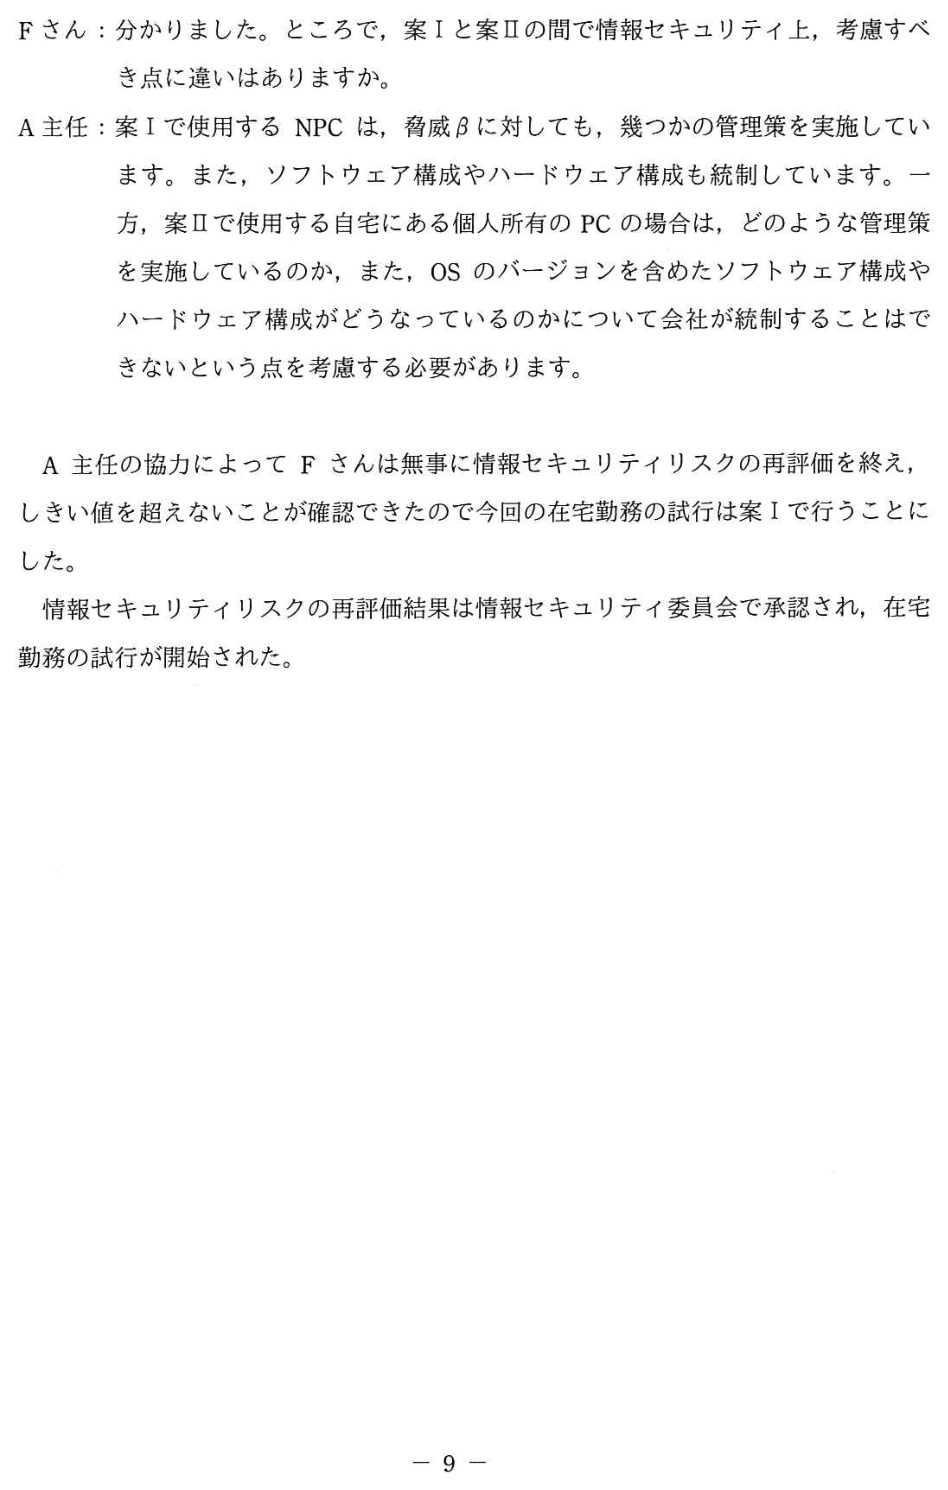 Fさん：分かりました。ところで，案Ⅰと案Ⅱの間で情報セキュリティ上，考慮すべ
き点に違いはありますか。
A主任：案Ⅰで使用する NPC は，脅威βに対しても，幾つかの管理策を実施してい
ます。また，ソフトウェア構成やハードウェア構成も統制しています。一
方，案Ⅱで使用する自宅にある個人所有の PC の場合は，どのような管理策
を実施しているのか，また，OS のバージョンを含めたソフトウェア構成や
ハードウェア構成がどうなっているのかについて会社が統制することはで
きないという点を考慮する必要があります。
A 主任の協力によって F さんは無事に情報セキュリティリスクの再評価を終え，
しきい値を超えないことが確認できたので今回の在宅勤務の試行は案Ⅰで行うことに
した。
情報セキュリティリスクの再評価結果は情報セキュリティ委員会で承認され，在宅
勤務の試行が開始された。
－ 9 －